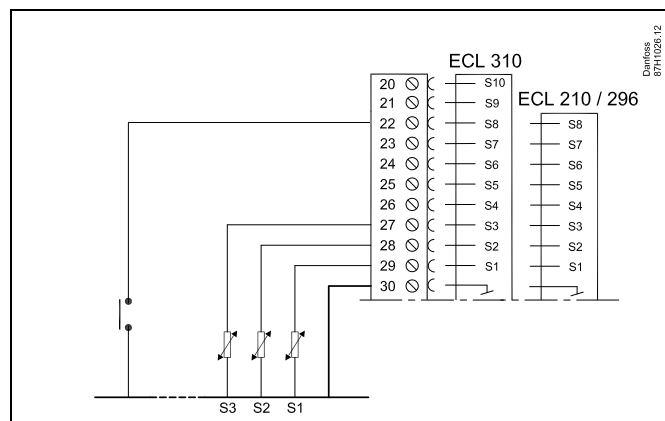 Danfoss
87H1026.12
ECL 310
ECL 210 / 296
20 S10
21 S9
22 S8 S8
23 S7 S7
24 S6 S6
25 S5 S5
26 S4 S4
27 S3 S3
28 S2 S2
29 S1 S1
30
S3 S2 S1